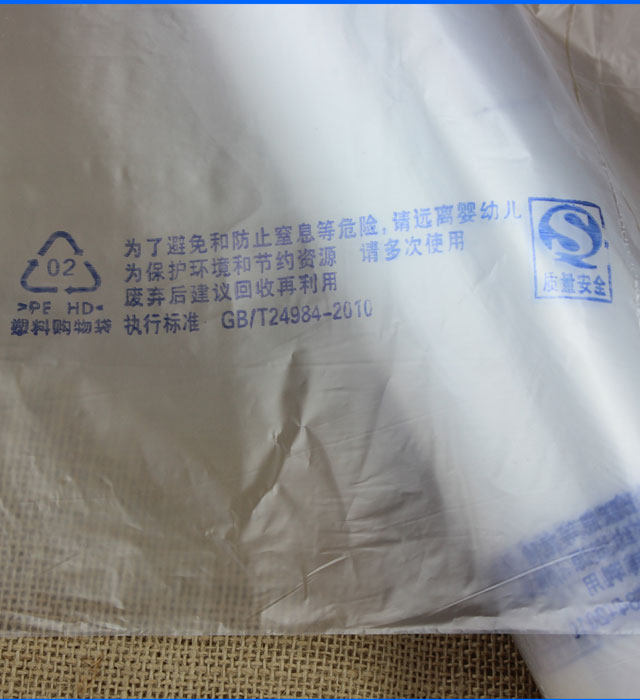 02
>PE HD<
塑料购物袋
为了避免和防止窒息等危险,请远离婴幼儿
为保护环境和节约资源 请多次使用
废弃后建议回收再利用
执行标准 GB/T24984-2010
质量安全